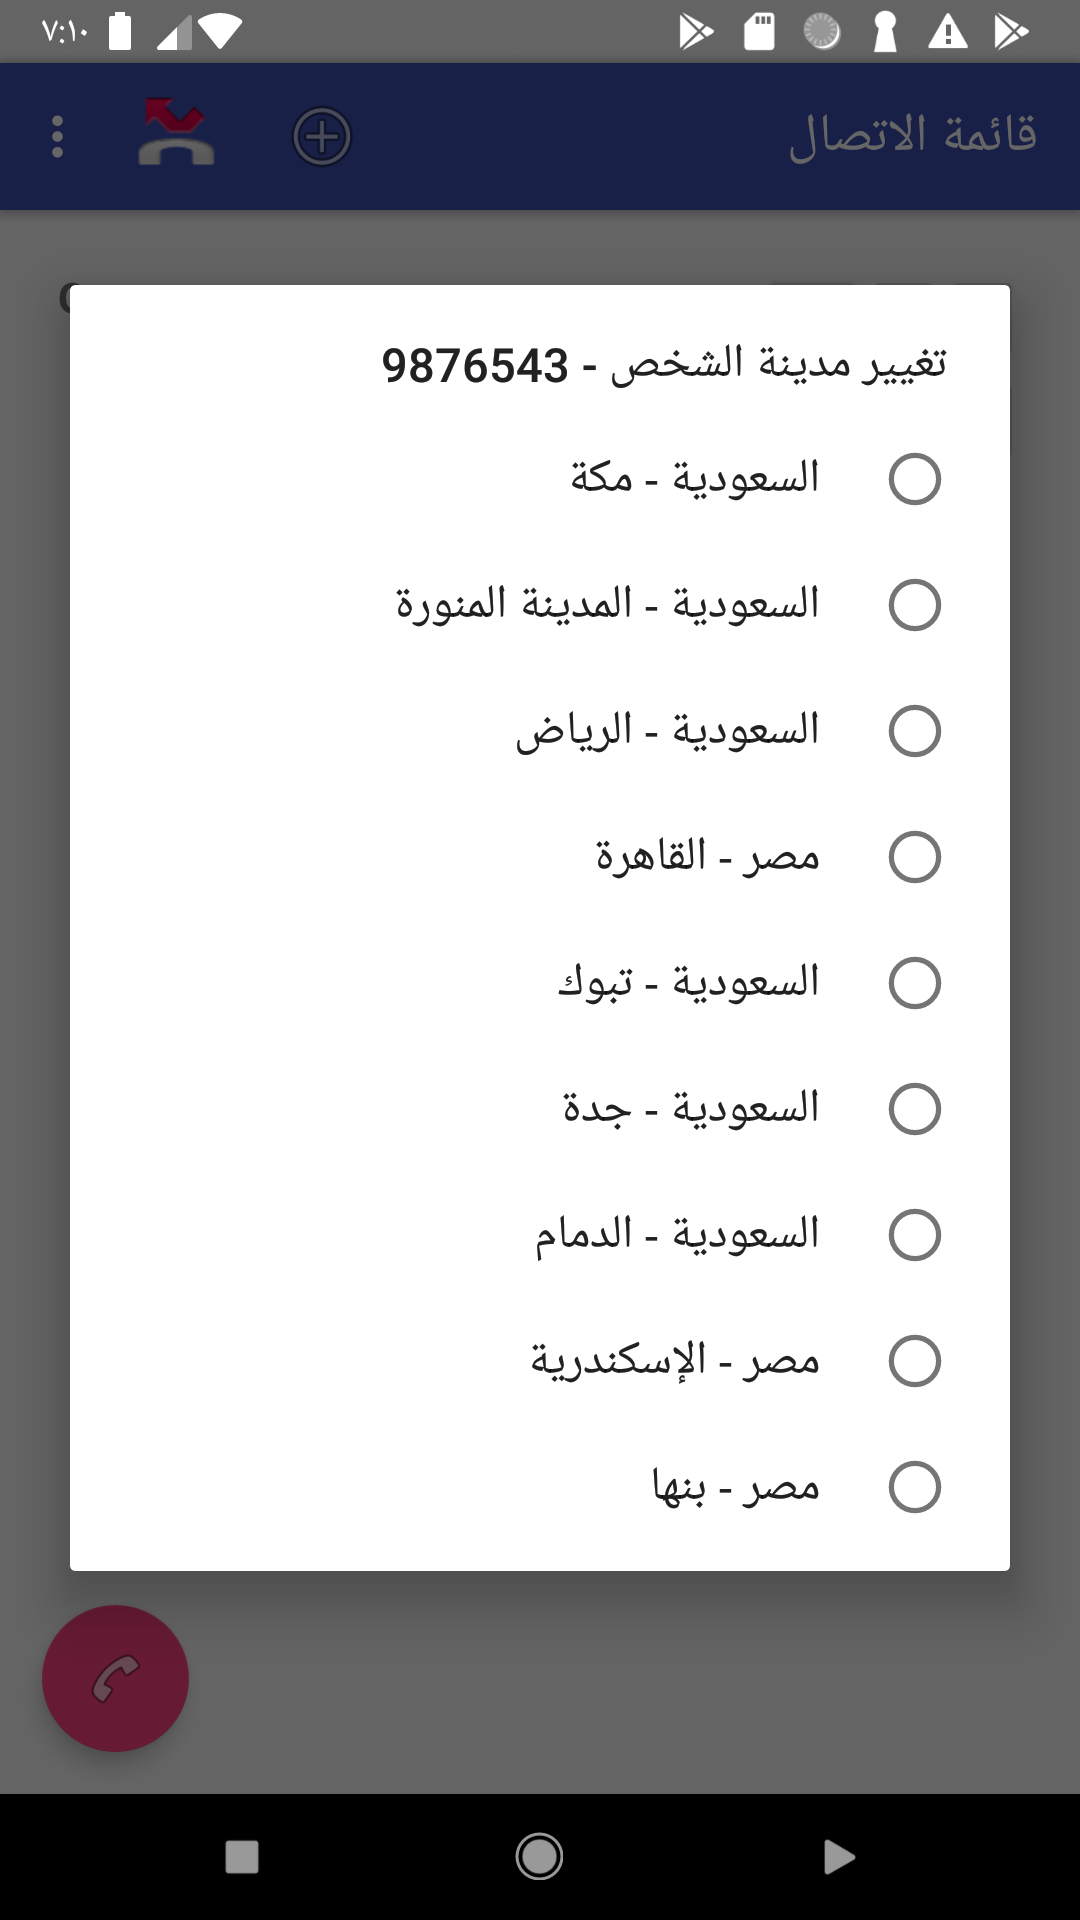 ٧:١٠
قائمة الاتصال
تغيير مدينة الشخص - 9876543
السعودية - مكة
السعودية - المدينة المنورة
السعودية - الرياض
مصر - القاهرة
السعودية - تبوك
السعودية - جدة
السعودية - الدمام
مصر - الإسكندرية
مصر - بنها